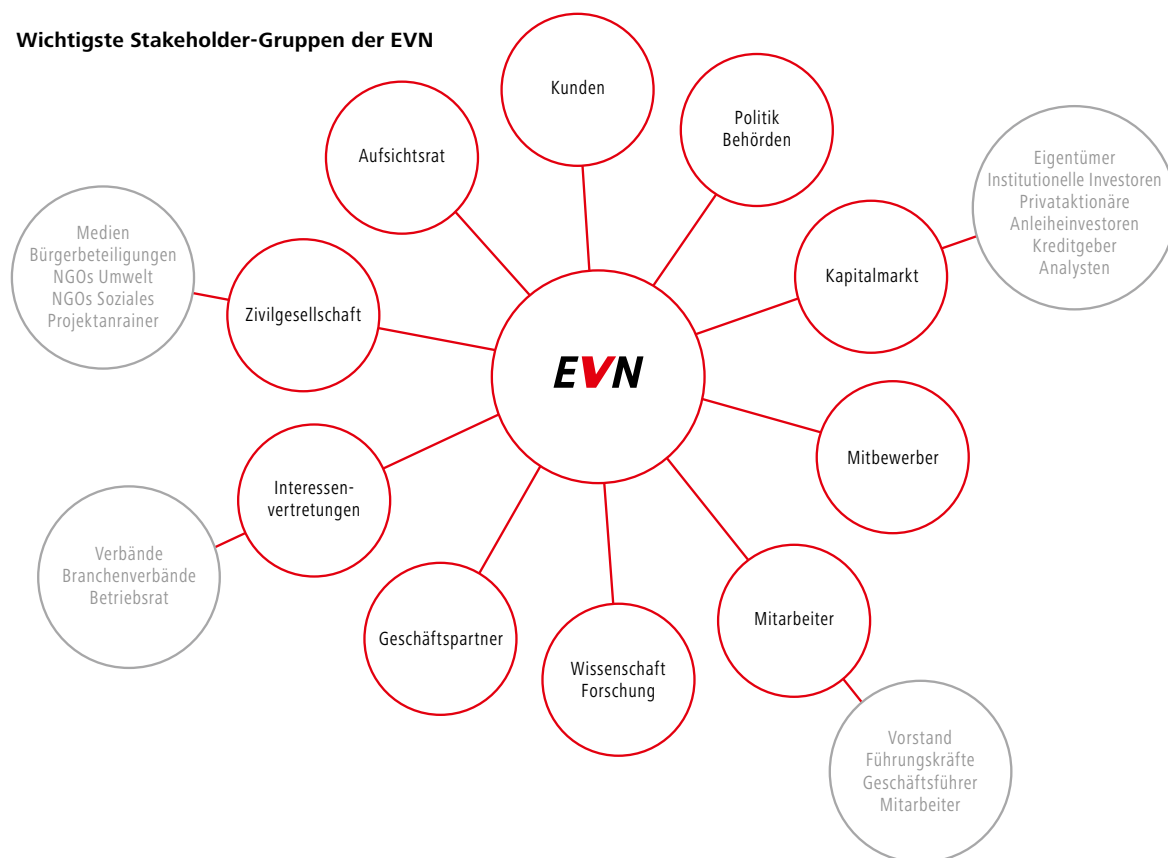 Wichtigste Stakeholder-Gruppen der EVN
Kunden
Politik
Behörden
Aufsichtsrat
Eigentümer
Institutionelle Investoren
Privataktionäre
Anleiheinvestoren
Kreditgeber
Analysten
Medien
Bürgerbeteiligungen
NGOs Umwelt
NGOs Soziales
Projektanrainer
Kapitalmarkt
Zivilgesellschaft
EVN
Mitbewerber
Interessen-
vertretungen
Verbände
Branchenverbände
Betriebsrat
Mitarbeiter
Geschäftspartner
Wissenschaft
Forschung
Vorstand
Führungskräfte
Geschäftsführer
Mitarbeiter